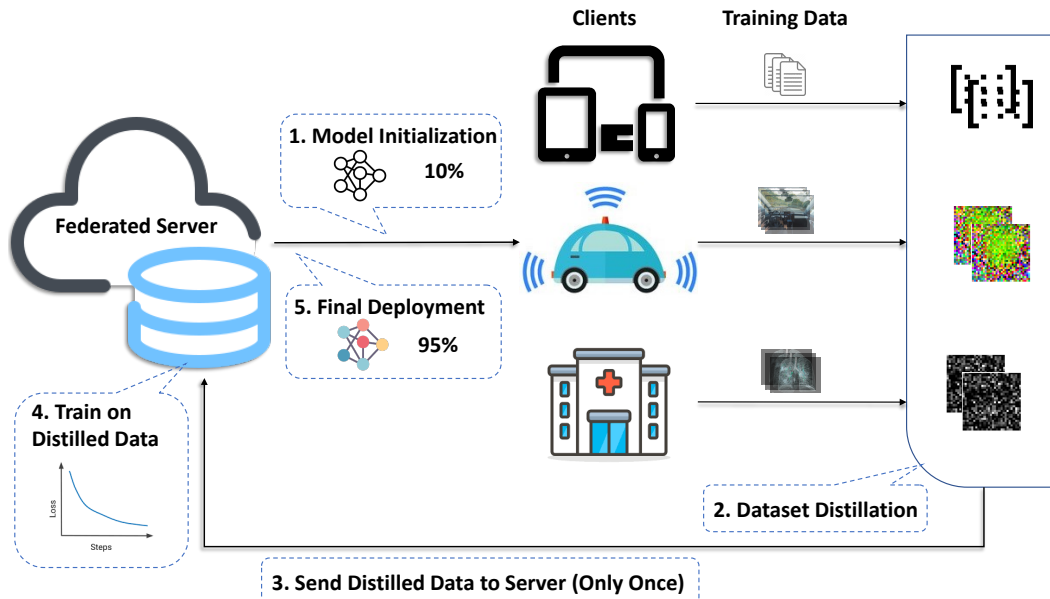 Clients
Training Data
1. Model Initialization
10%
Federated Server
5. Final Deployment
95%
4. Train on
Distilled Data
Loss
Steps
2. Dataset Distillation
3. Send Distilled Data to Server (Only Once)